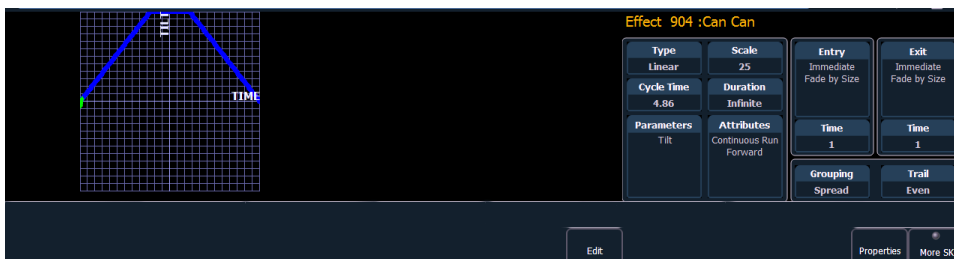 Effect 904 :Can Can
TILT
TIME
Type
Linear
Scale
25
Cycle Time
4.86
Duration
Infinite
Parameters
Tilt
Attributes
Continuous Run
Forward
Entry
Immediate
Fade by Size
Time
1
Exit
Immediate
Fade by Size
Time
1
Grouping
Spread
Trail
Even
Edit
Properties
More SK